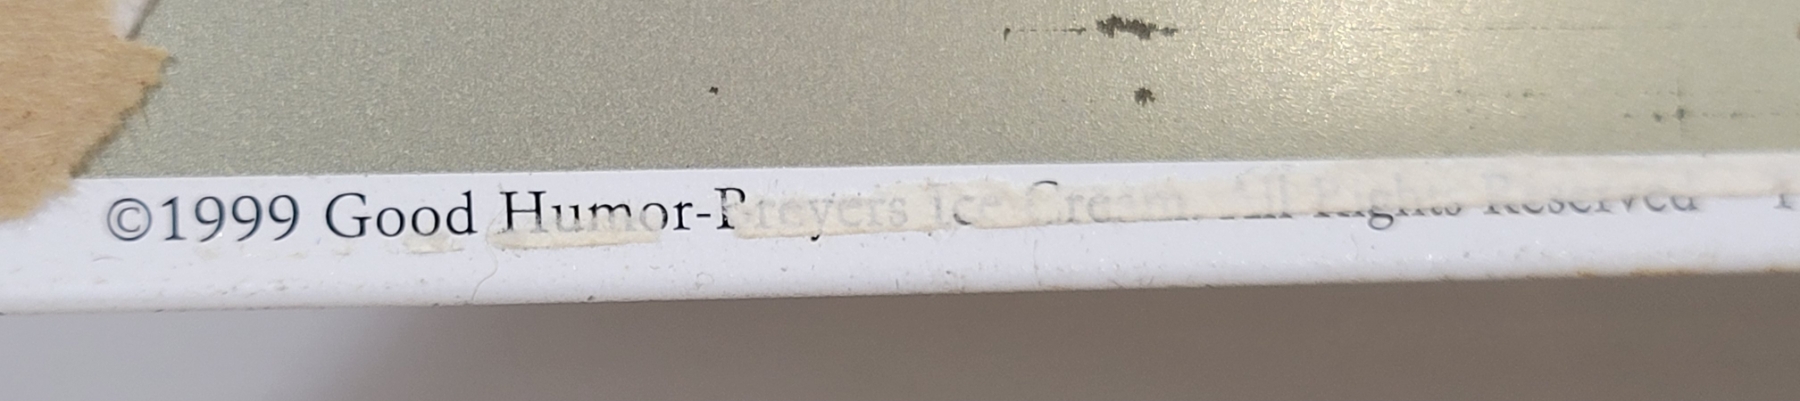 ©1999 Good Humor-Breyers Ice Cream. All Rights Reserved